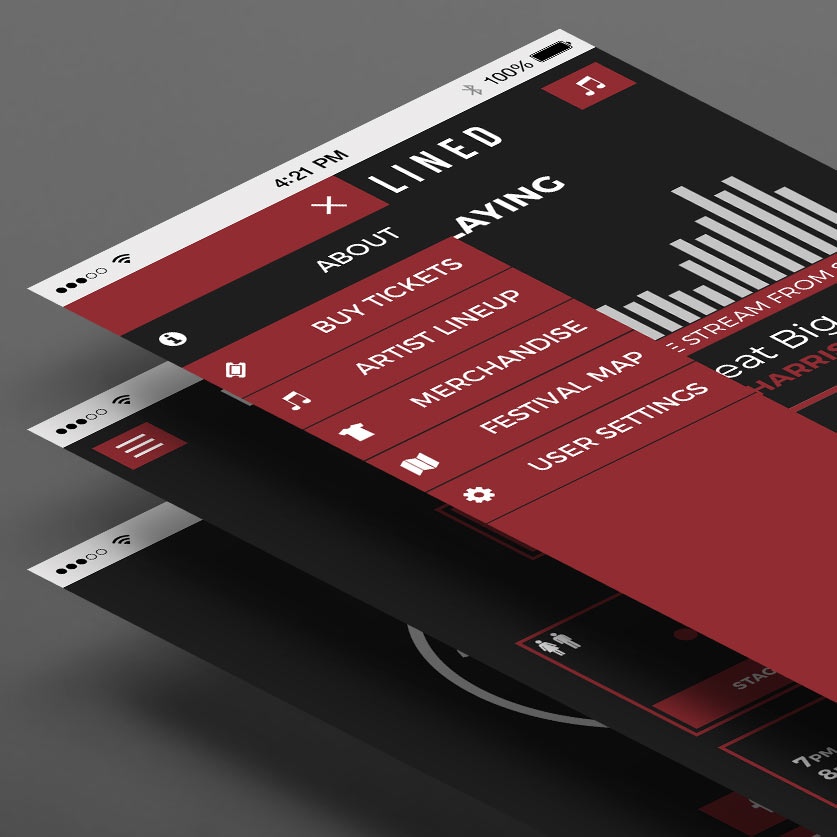 100%
4:21 PM
LINED
AYING
ABOUT
BUY TICKETS
ARTIST LINEUP
MERCHANDISE
FESTIVAL MAP
USER SETTINGS
E STREAM FROM S
eat Big
HARRIS
STAG
7PM
8